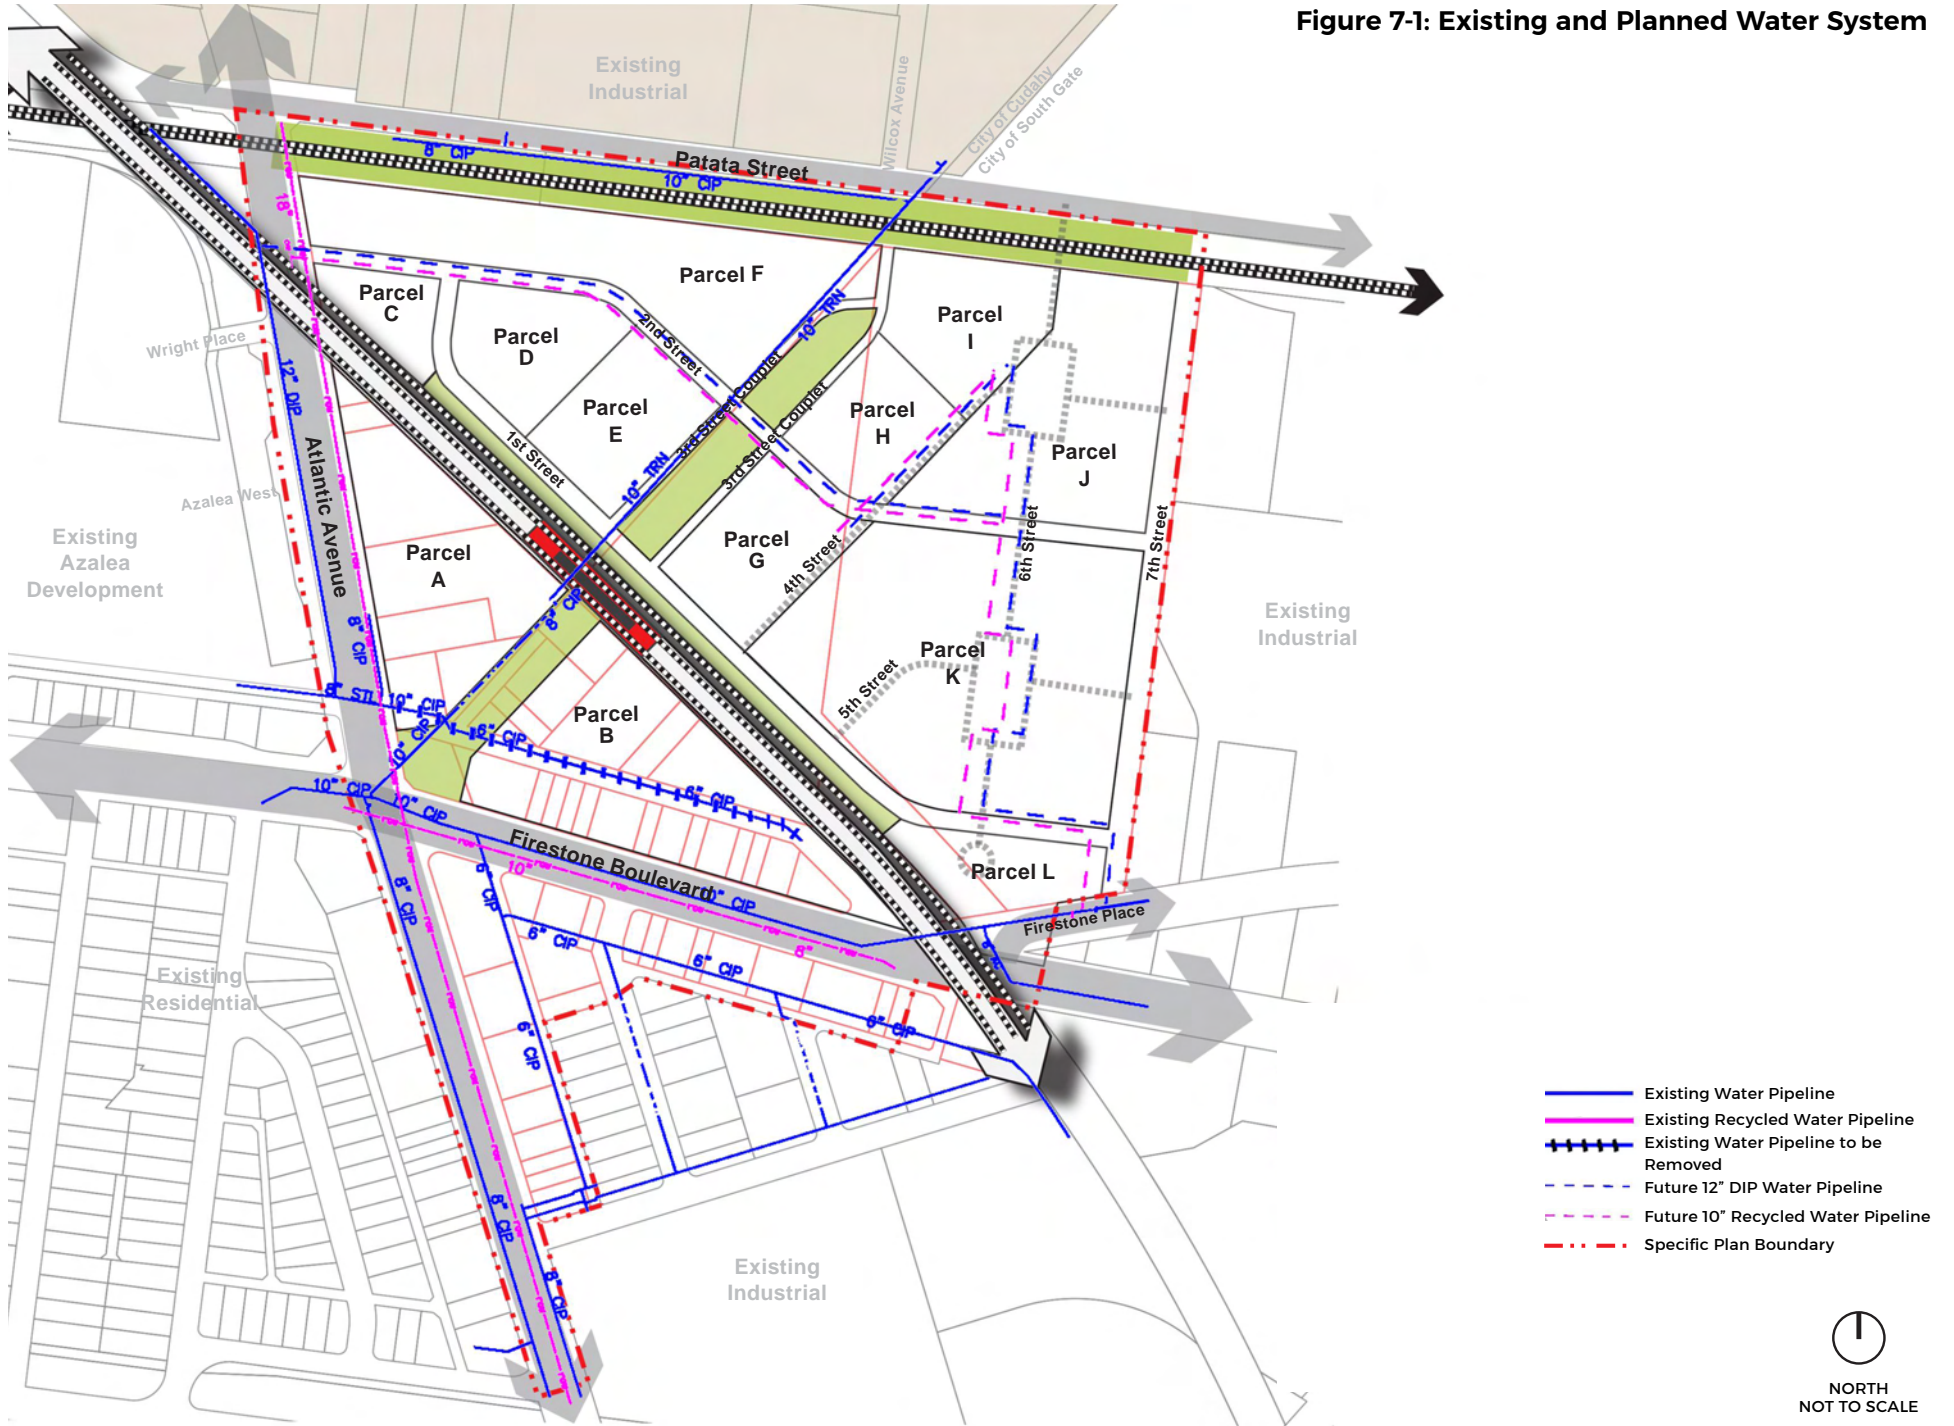 Figure 7-1: Existing and Planned Water System
Existing
Industrial
Wilcox Avenue
City of Cudahy
City of South Gate
Patata Street
8" CIP
10" CIP
18"
Parcel F
Parcel
C
Parcel
D
Parcel
E
Parcel
I
Parcel
H
Parcel
J
Parcel
G
Parcel
K
Parcel L
Parcel
A
Parcel
B
10" TRN
10" TRN
2nd Street
3rd Street Coupler
3rd Street Coupler
1st Street
4th Street
5th Street
6th Street
7th Street
Wright Place
12" DIP
Azalea West
Atlantic Avenue
Existing
Azalea
Development
Existing
Industrial
8" CIP
8" CIP
8" STL
10" CIP
10" CIP
6" CIP
6" CIP
10" CIP
10" CIP
Firestone Boulevard
10"
CIP
8"
Firestone Place
8" CIP
6" CIP
6" CIP
6" CIP
6" CIP
6" CIP
Existing
Residential
8" CIP
8" CIP
Existing
Industrial
Existing Water Pipeline
Existing Recycled Water Pipeline
Existing Water Pipeline to be
Removed
Future 12” DIP Water Pipeline
Future 10” Recycled Water Pipeline
Specific Plan Boundary
NORTH
NOT TO SCALE